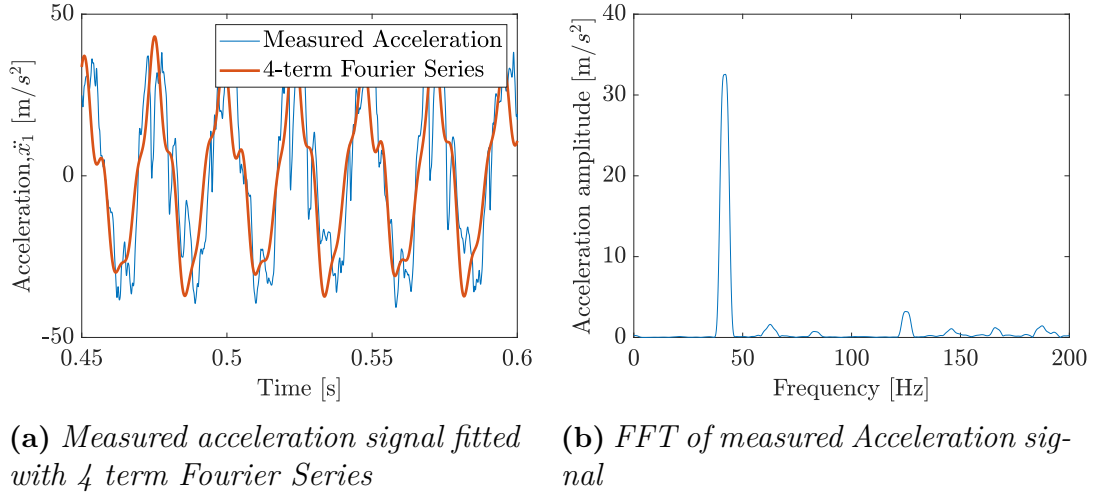 50
0
-50
0.45
0.5
0.55
0.6
Time [s]
Acceleration,ẍ₁ [m/s²]
Measured Acceleration
4-term Fourier Series
40
30
20
10
0
0
50
100
150
200
Frequency [Hz]
Acceleration amplitude [m/s²]
(a) Measured acceleration signal fitted
with 4 term Fourier Series
(b) FFT of measured Acceleration sig-
nal